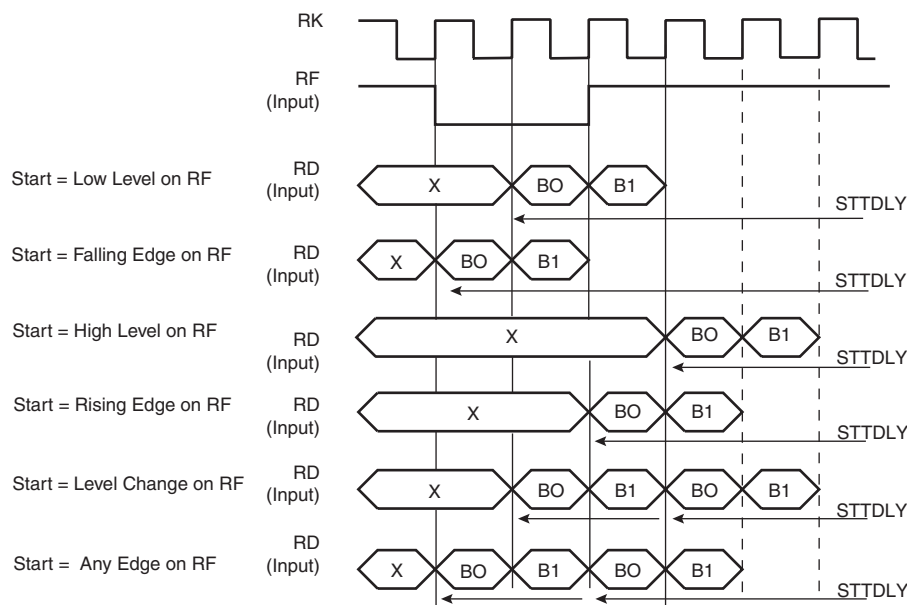 RK
RF
(Input)
Start = Low Level on RF
RD
(Input)
X
BO
B1
STTDLY
Start = Falling Edge on RF
RD
(Input)
X
BO
B1
STTDLY
Start = High Level on RF
RD
(Input)
X
BO
B1
STTDLY
Start = Rising Edge on RF
RD
(Input)
X
BO
B1
STTDLY
Start = Level Change on RF
RD
(Input)
X
BO
B1
BO
B1
STTDLY
Start = Any Edge on RF
RD
(Input)
X
BO
B1
BO
B1
STTDLY